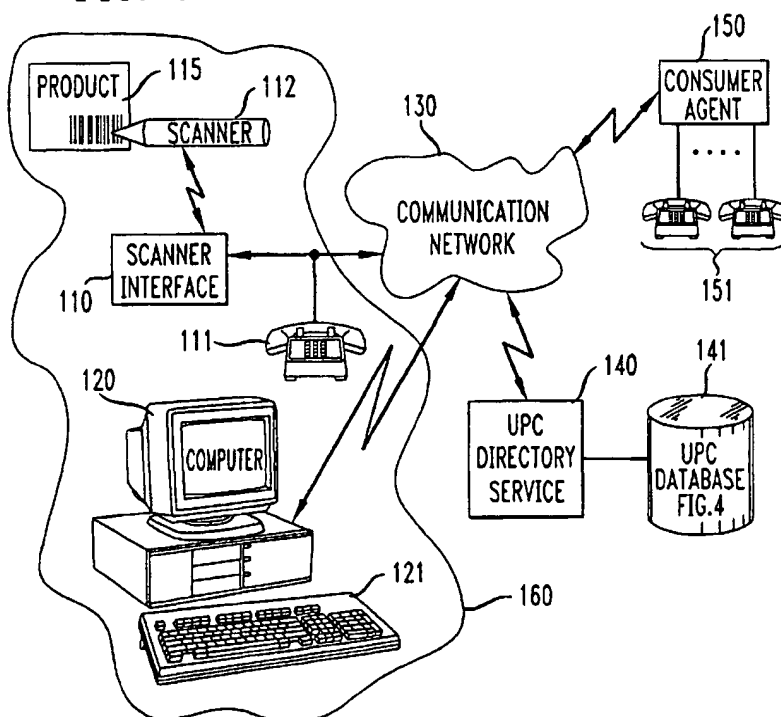 150
115
112
PRODUCT
CONSUMER
AGENT
SCANNER
130
COMMUNICATION
NETWORK
SCANNER
INTERFACE
110
151
111
120
140
141
COMPUTER
UPC
DIRECTORY
SERVICE
UPC
DATABASE
FIG.4
121
160